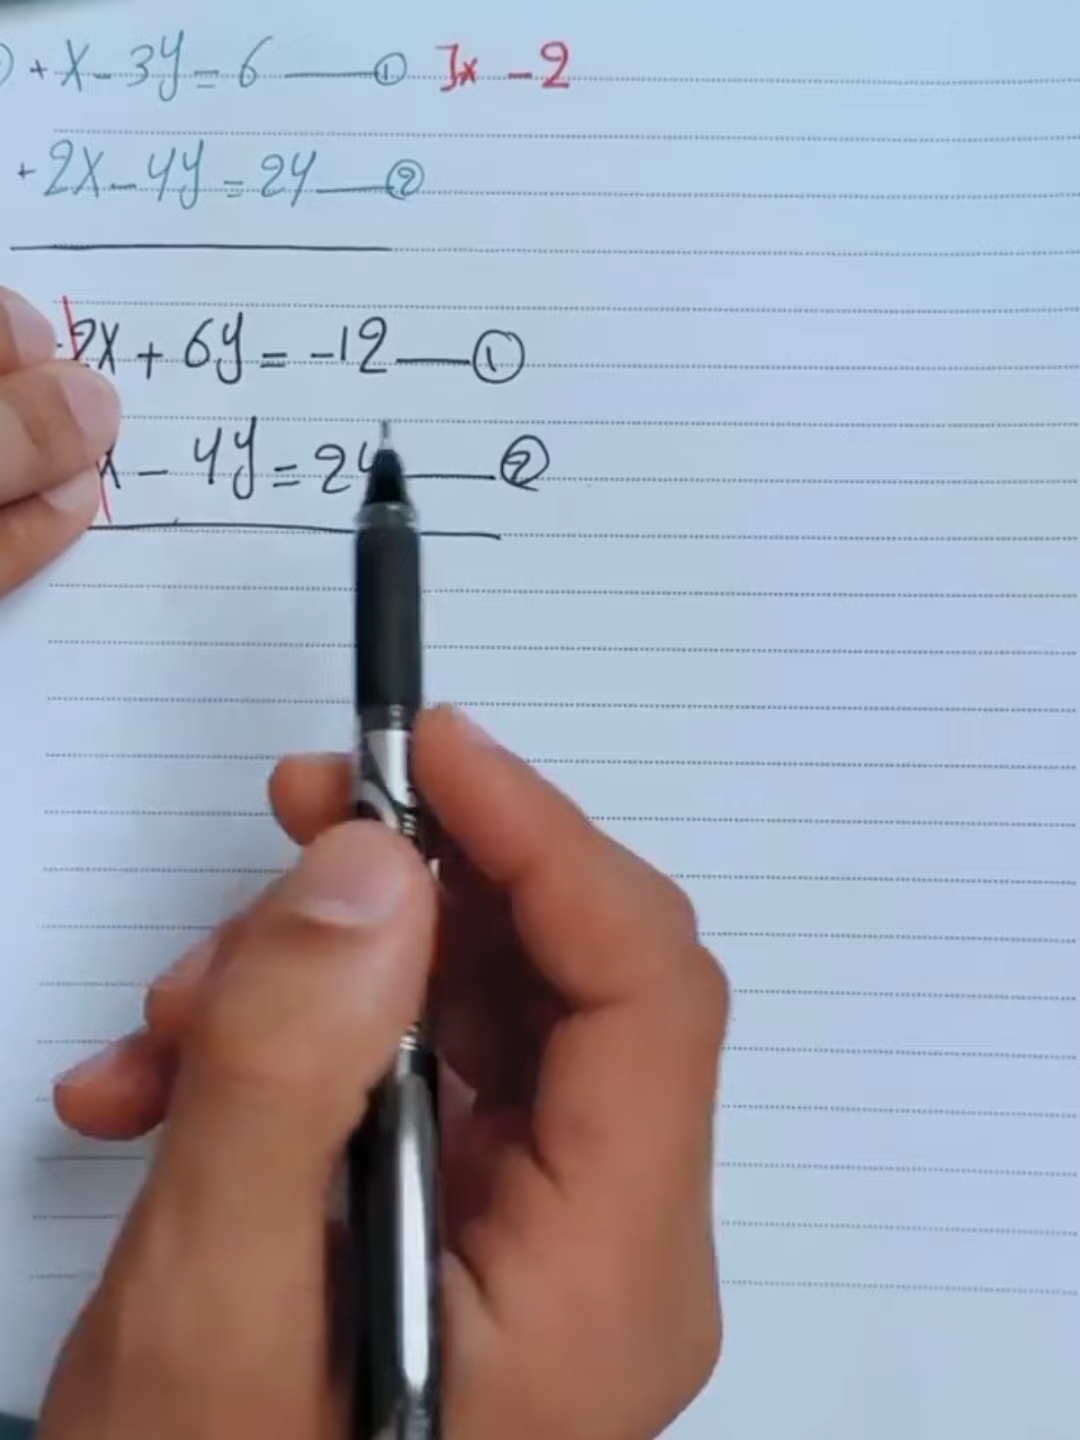 + x - 3y = 6 —— ① ]x - 2
+ 2x - 4y = 24 —— ②
2x + 6y = -12 —— ①
x - 4y = 24 —— ②